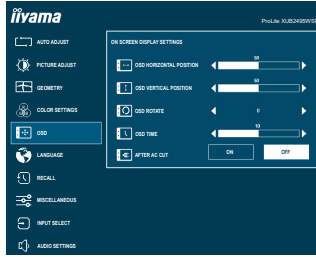 iiyama
ProLite XUB2495WSU
AUTO ADJUST
ON SCREEN DISPLAY SETTINGS
PICTURE ADJUST
OSD HORIZONTAL POSITION
50
GEOMETRY
OSD VERTICAL POSITION
50
COLOR SETTINGS
OSD ROTATE
0
OSD
OSD TIME
10
LANGUAGE
AFTER AC CUT
ON
OFF
RECALL
MISCELLANEOUS
INPUT SELECT
AUDIO SETTINGS